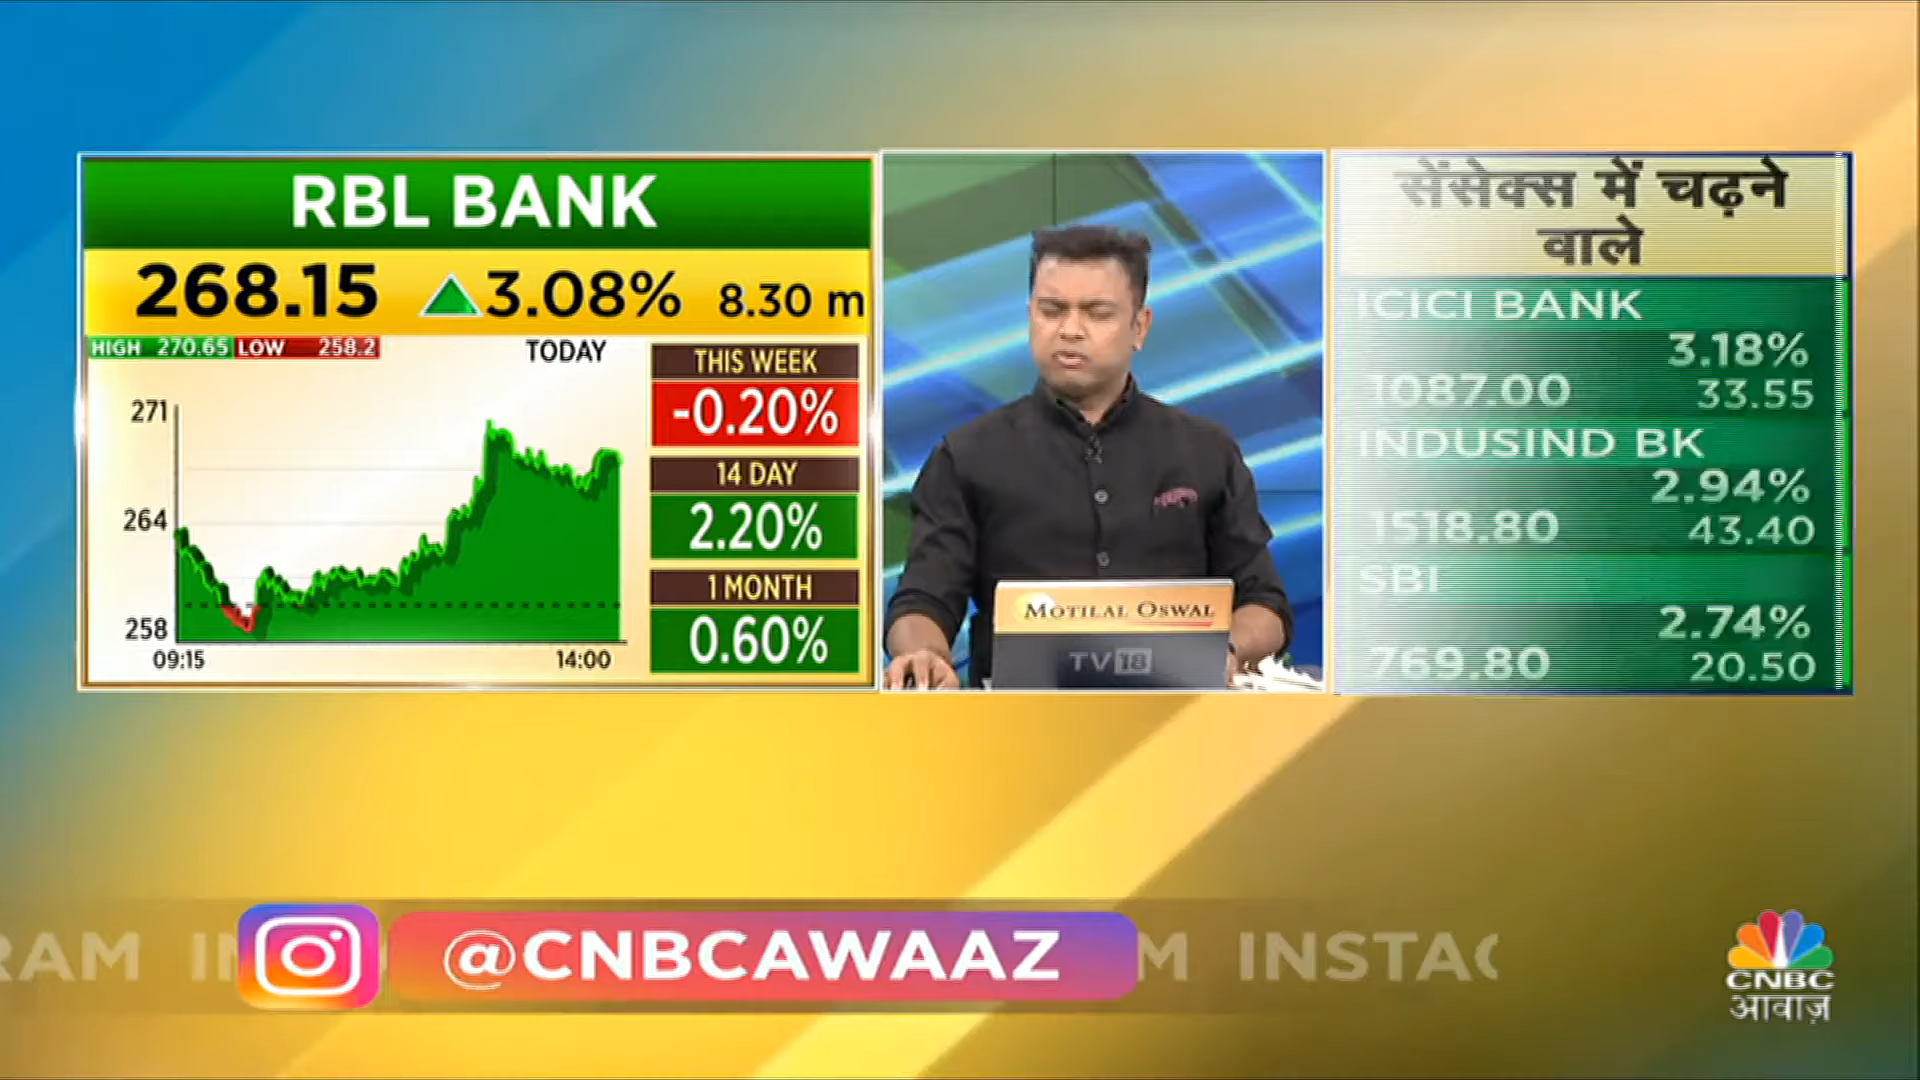 RBL BANK
268.15 ▲3.08% 8.30 m
HIGH 270.65 LOW 258.2
TODAY
271
264
258
09:15 14:00
THIS WEEK
-0.20%
14 DAY
2.20%
1 MONTH
0.60%
MOTILAL OSWAL
TV18
सेंसेक्स में चढ़ने
वाले
ICICI BANK
3.18%
1087.00 33.55
INDUSIND BK
2.94%
1518.80 43.40
SBI
2.74%
769.80 20.50
RAM IN @CNBCAWAAZ M INSTAG
CNBC
आवाज़